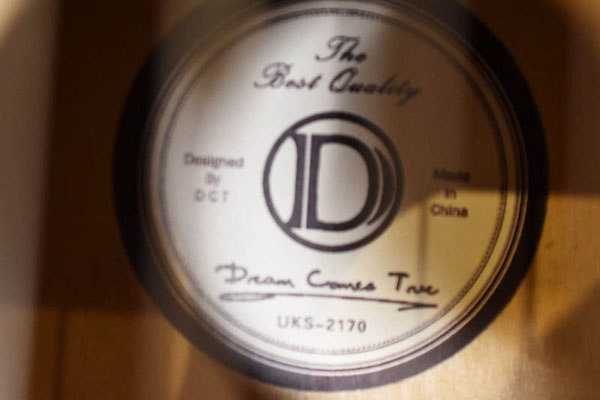 The
Best Quality
Designed
By
DCT
D
Made
in
China
Dream Comes True
UKS-2170